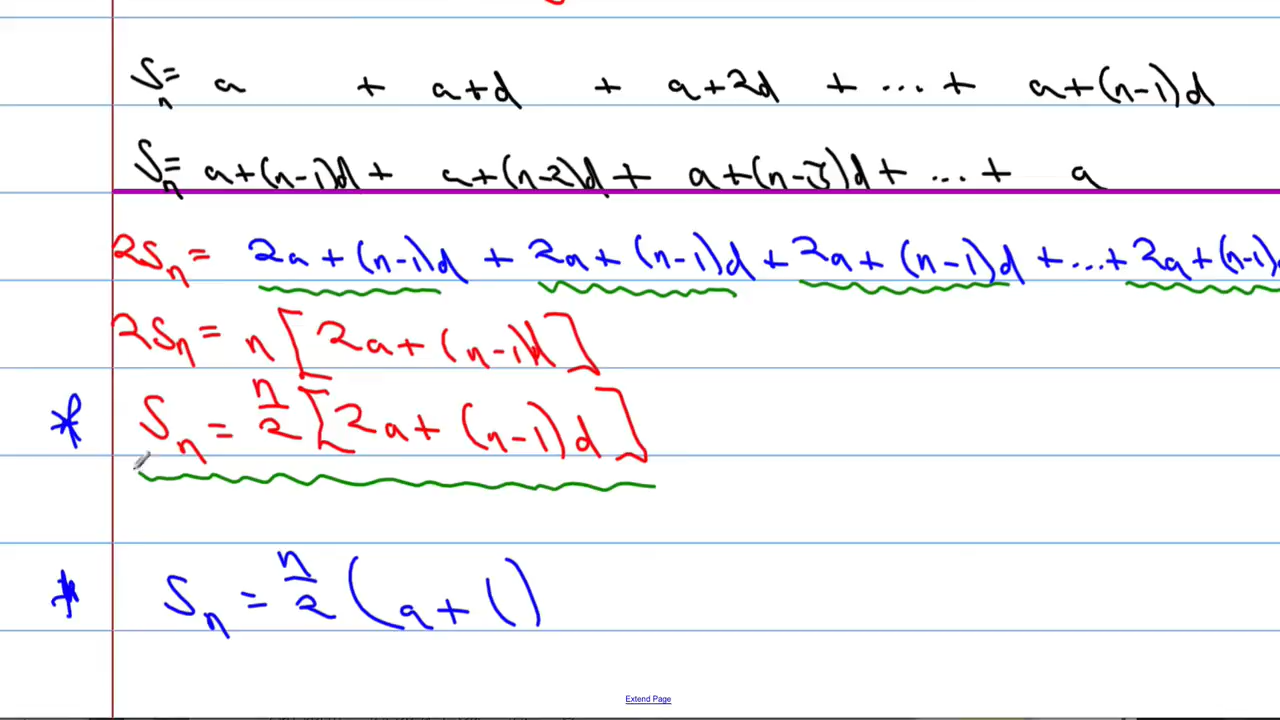 Sn= a + a+d + a+2d + ... + a+(n-1)d
Sn= a+(n-1)d + a+(n-2)d + a+(n-3)d + ... + a
2Sn = 2a+(n-1)d + 2a+(n-1)d + 2a+(n-1)d + ... + 2a+(n-1)d
2Sn = n[2a+(n-1)d]
* Sn = n/2 [2a+(n-1)d]
* Sn = n/2 (a+l)
Extend Page